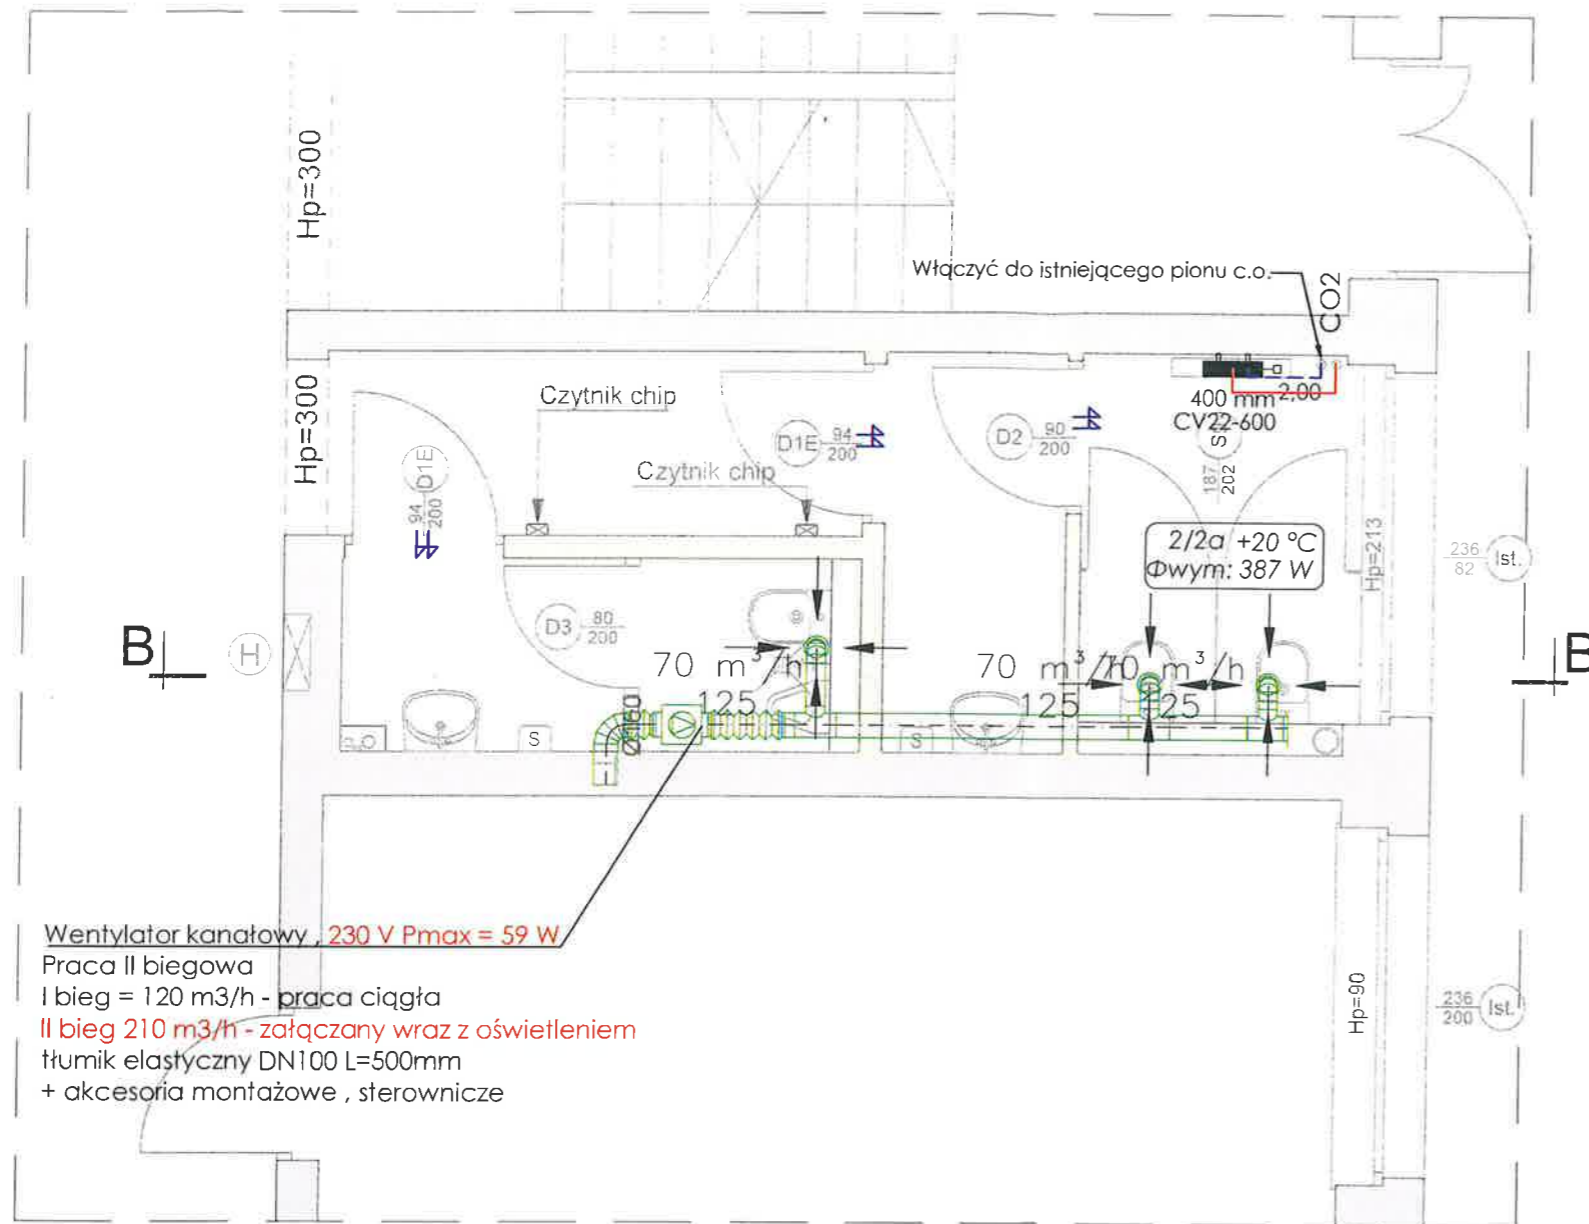 Hp=300
Włączyć do istniejącego pionu c.o.
CO2
Hp=300
Czytnik chip
400 mm
2,00
CV22-600
D1E
94
200
D2
90
200
S
187
202
Czytnik chip
D1E
94
200
2/2a +20 °C
Φwym: 387 W
Hp=213
236
82
Ist.
D3
80
200
B
H
70 m³/h
125
70 m³/h
125
70 m³/h
125
B
Ø160
S
S
Wentylator kanałowy , 230 V Pmax = 59 W
Praca II biegowa
I bieg = 120 m3/h - praca ciągła
II bieg 210 m3/h - załączany wraz z oświetleniem
tłumik elastyczny DN100 L=500mm
+ akcesoria montażowe , sterownicze
Hp=90
236
200
Ist.